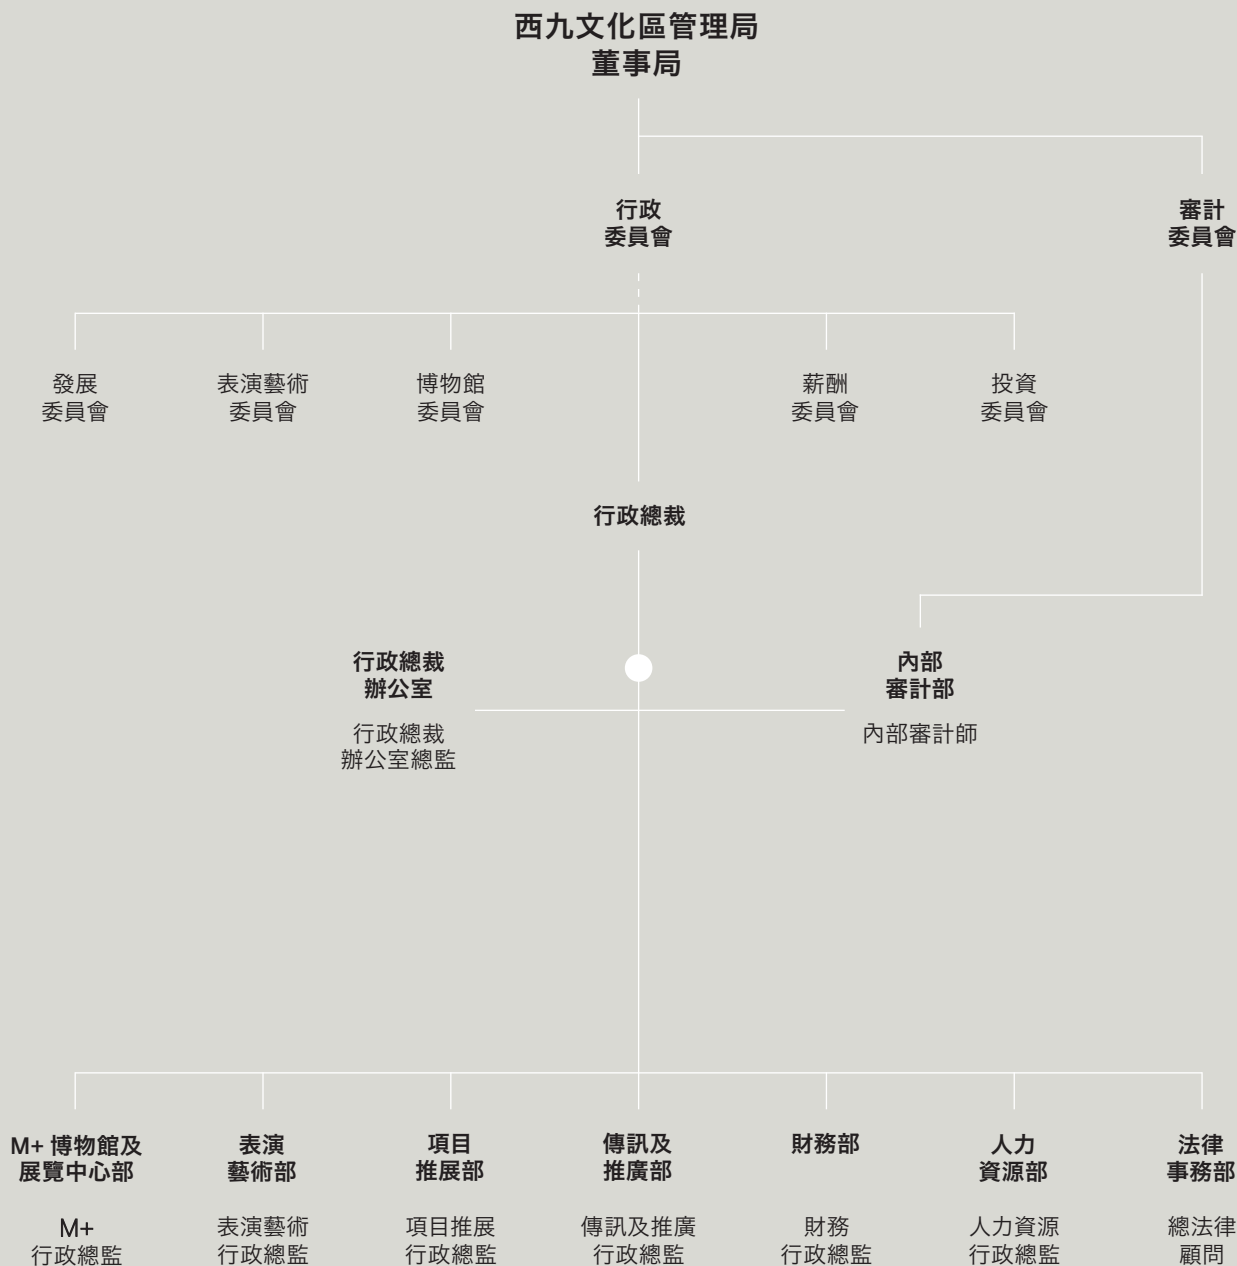 西九文化區管理局
董事局
行政
委員會
審計
委員會
發展
委員會
表演藝術
委員會
博物館
委員會
薪酬
委員會
投資
委員會
行政總裁
行政總裁
辦公室
行政總裁
辦公室總監
內部
審計部
內部審計師
M+ 博物館及
展覽中心部
M+
行政總監
表演
藝術部
表演藝術
行政總監
項目
推展部
項目推展
行政總監
傳訊及
推廣部
傳訊及推廣
行政總監
財務部
財務
行政總監
人力
資源部
人力資源
行政總監
法律
事務部
總法律
顧問